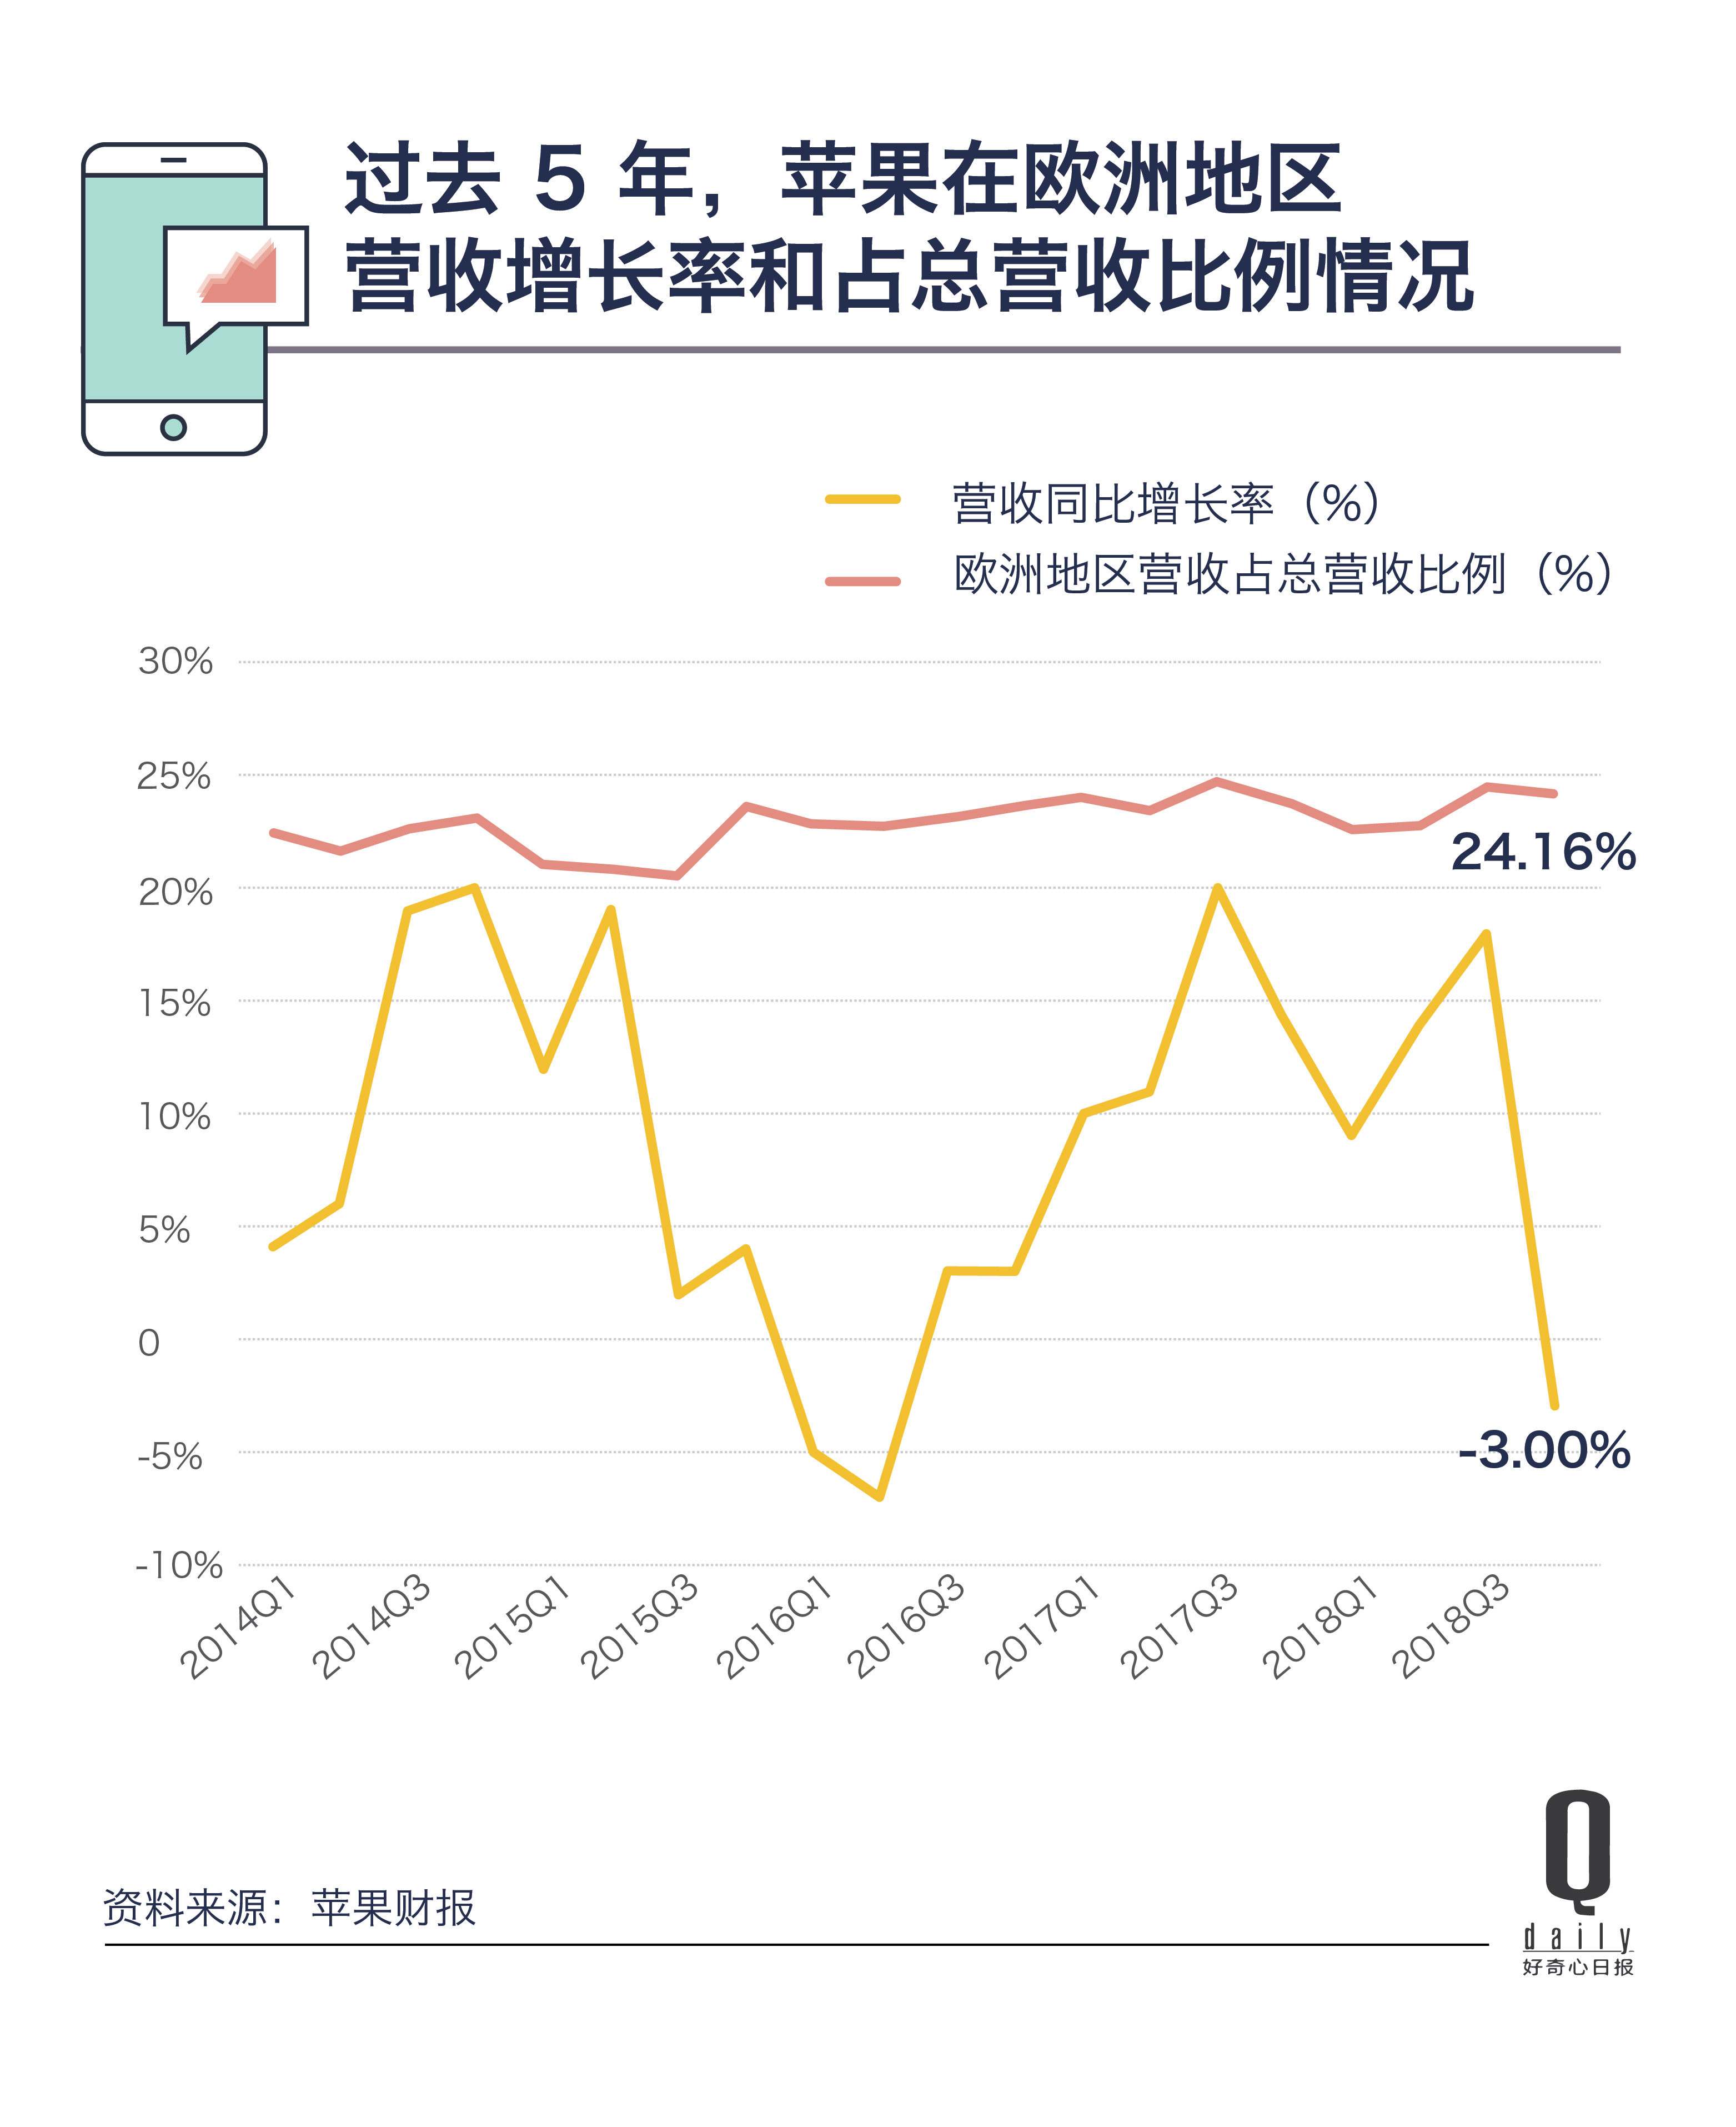 过去 5 年，苹果在欧洲地区
营收增长率和占总营收比例情况
营收同比增长率（%）
欧洲地区营收占总营收比例（%）
30%
25%
24.16%
20%
15%
10%
5%
0
-5%
-3.00%
-10%
2014Q1
2014Q3
2015Q1
2015Q3
2016Q1
2016Q3
2017Q1
2017Q3
2018Q1
2018Q3
资料来源：苹果财报
Q
daily
好奇心日报